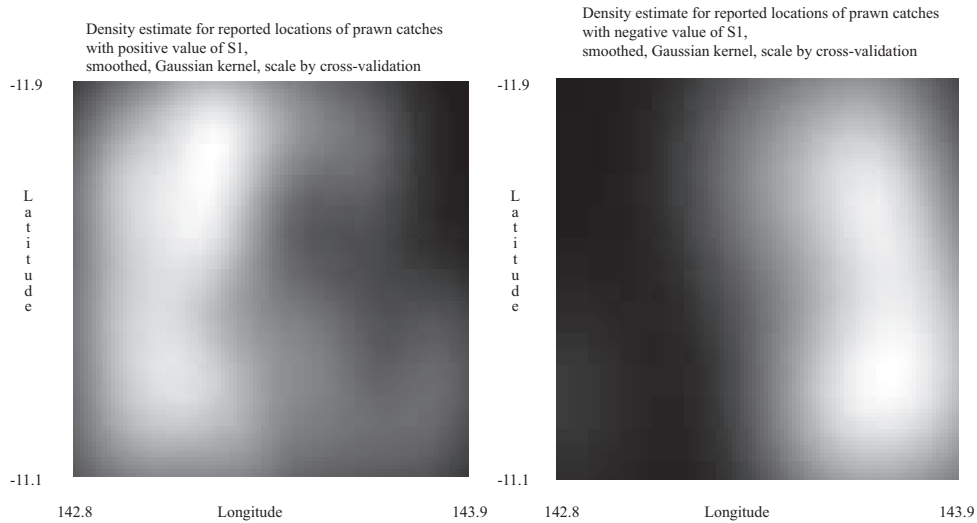 Density estimate for reported locations of prawn catches
with positive value of S1,
smoothed, Gaussian kernel, scale by cross-validation
-11.9
Latitude
-11.1
142.8
Longitude
143.9
Density estimate for reported locations of prawn catches
with negative value of S1,
smoothed, Gaussian kernel, scale by cross-validation
-11.9
Latitude
-11.1
142.8
Longitude
143.9